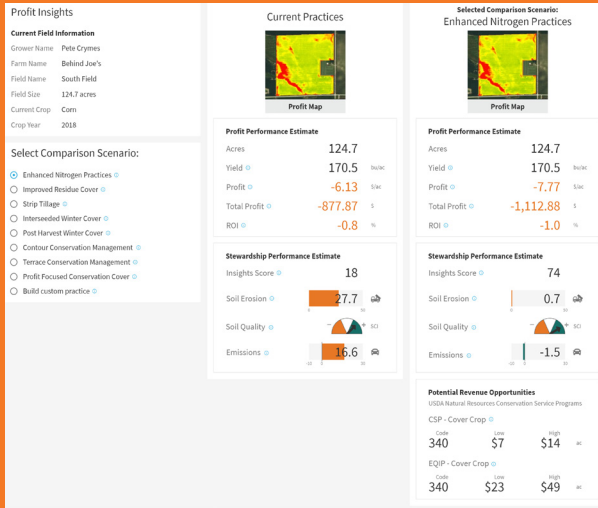 Profit Insights
Current Field Information
Grower Name Pete Crymes
Farm Name Behind Joe's
Field Name South Field
Field Size 124.7 acres
Current Crop Corn
Crop Year 2018
Select Comparison Scenario:
Enhanced Nitrogen Practices
Improved Residue Cover
Strip Tillage
Interseeded Winter Cover
Post Harvest Winter Cover
Contour Conservation Management
Terrace Conservation Management
Profit Focused Conservation Cover
Build custom practice
Current Practices
Profit Map
Profit Performance Estimate
Acres 124.7
Yield 170.5 bu/ac
Profit -6.13 $/ac
Total Profit -877.87 $
ROI -0.8 %
Stewardship Performance Estimate
Insights Score 18
Soil Erosion 27.7
Soil Quality - + SCI
Emissions 16.6
Selected Comparison Scenario:
Enhanced Nitrogen Practices
Profit Map
Profit Performance Estimate
Acres 124.7
Yield 170.5 bu/ac
Profit -7.77 $/ac
Total Profit -1,112.88 $
ROI -1.0 %
Stewardship Performance Estimate
Insights Score 74
Soil Erosion 0.7
Soil Quality - + SCI
Emissions -1.5
Potential Revenue Opportunities
USDA Natural Resources Conservation Service Programs
CSP - Cover Crop
Code Low High
340 $7 $14 ac
EQIP - Cover Crop
Code Low High
340 $23 $49 ac